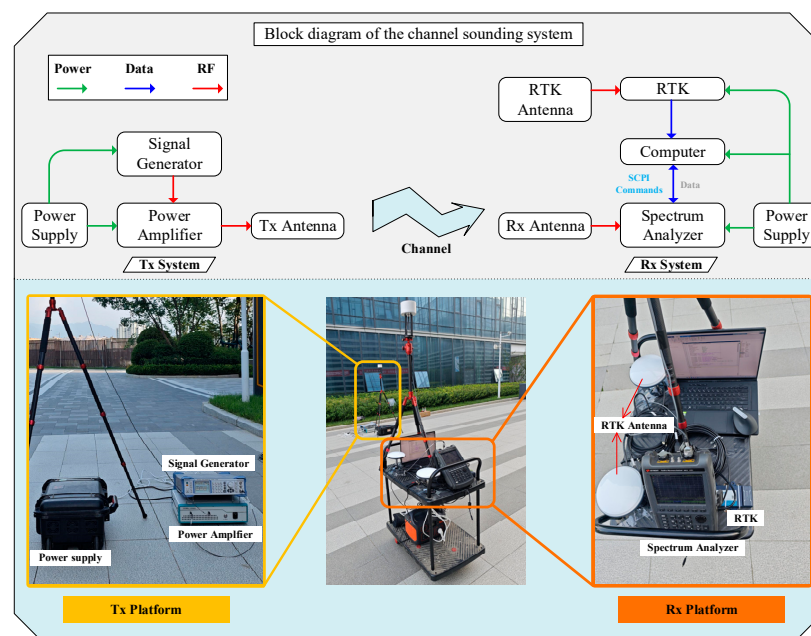 Block diagram of the channel sounding system
Power
Data
RF
Signal
Generator
Power
Supply
Power
Amplifier
Tx Antenna
Tx System
Channel
RTK
Antenna
RTK
Computer
SCPI
Commands
Data
Rx Antenna
Spectrum
Analyzer
Power
Supply
Rx System
Signal Generator
Power Amplfier
Power supply
Tx Platform
RTK Antenna
RTK
Spectrum Analyzer
Rx Platform